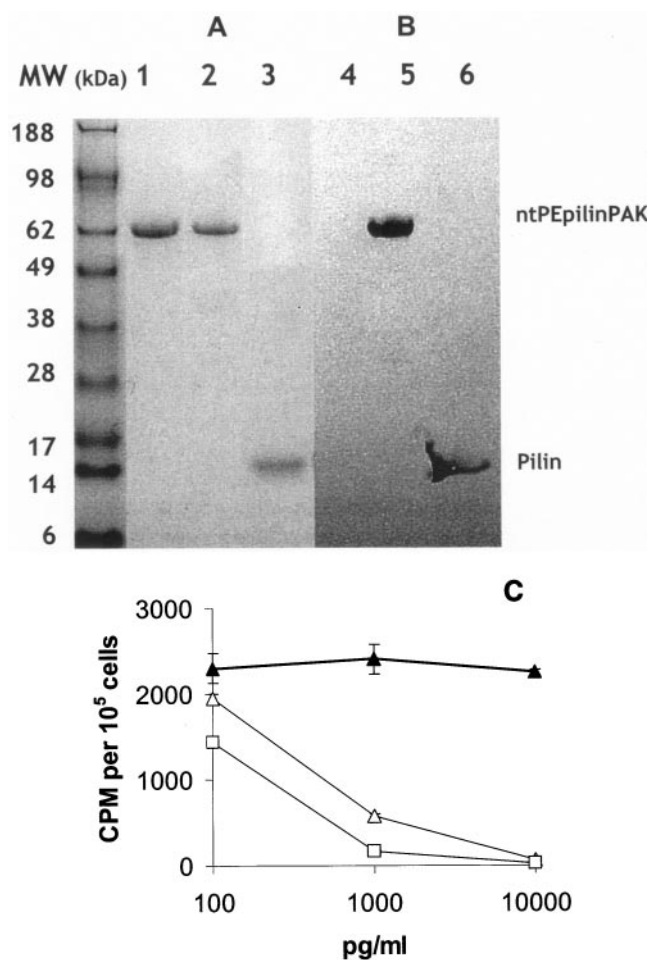 A B
MW (kDa) 1 2 3 4 5 6
188
98
62 ntPEpilinPAK
49
38
28
17
14 Pilin
6
C
CPM per 10⁵ cells
3000
2000
1000
0
100 1000 10000
pg/ml